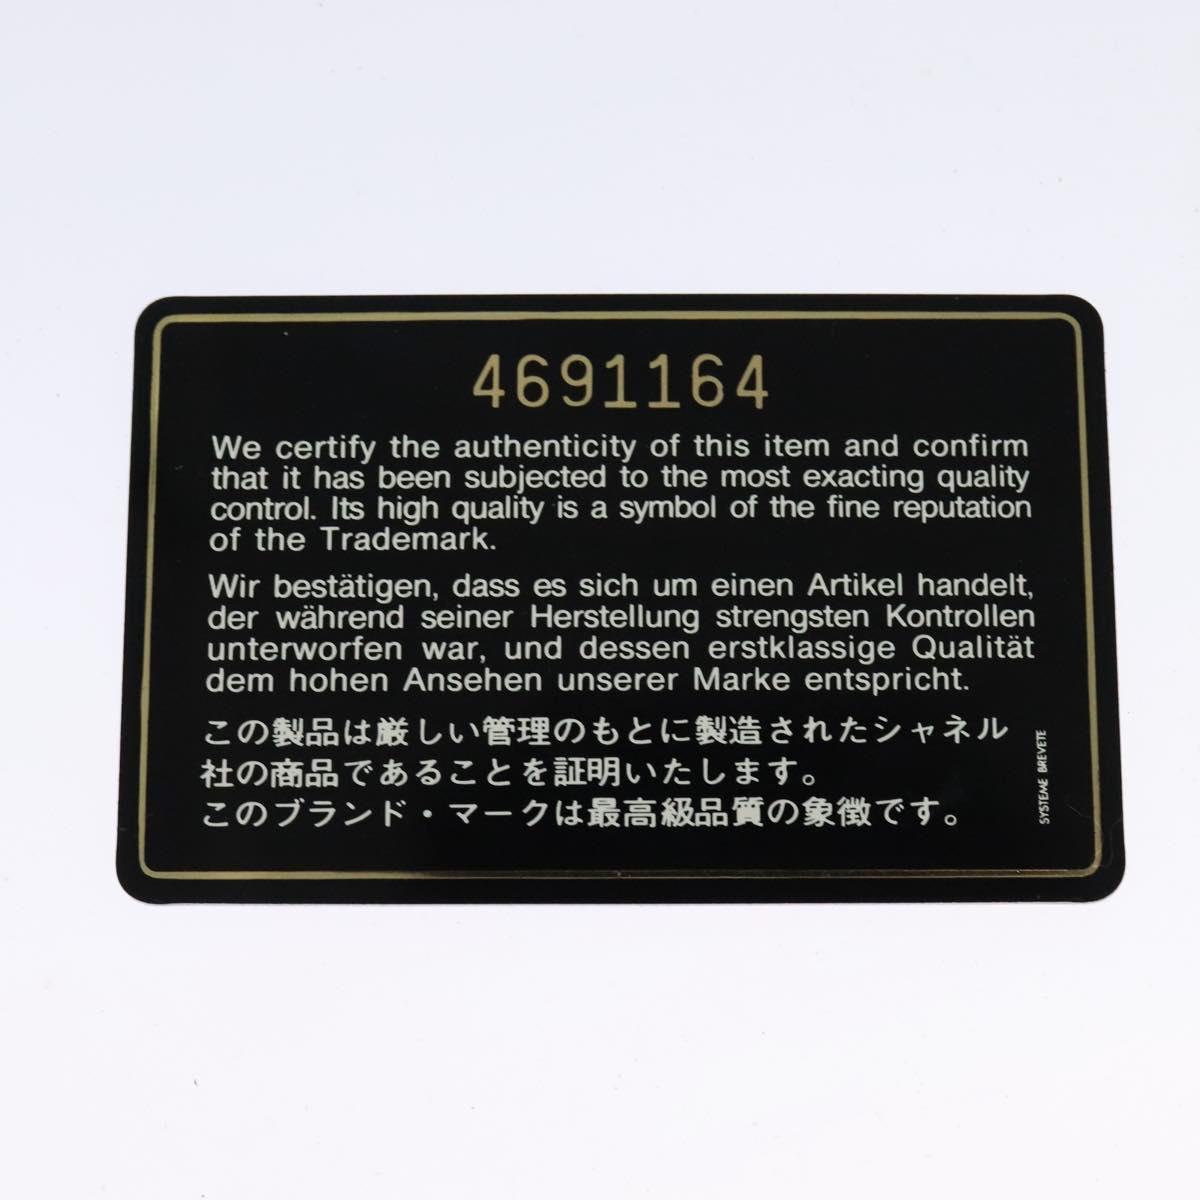 4691164
We certify the authenticity of this item and confirm
that it has been subjected to the most exacting quality
control. Its high quality is a symbol of the fine reputation
of the Trademark.
Wir bestätigen, dass es sich um einen Artikel handelt,
der während seiner Herstellung strengsten Kontrollen
unterworfen war, und dessen erstklassige Qualität
dem hohen Ansehen unserer Marke entspricht.
この製品は厳しい管理のもとに製造されたシャネル
社の商品であることを証明いたします。
このブランド・マークは最高級品質の象徴です。
SYSTEME BREVETE